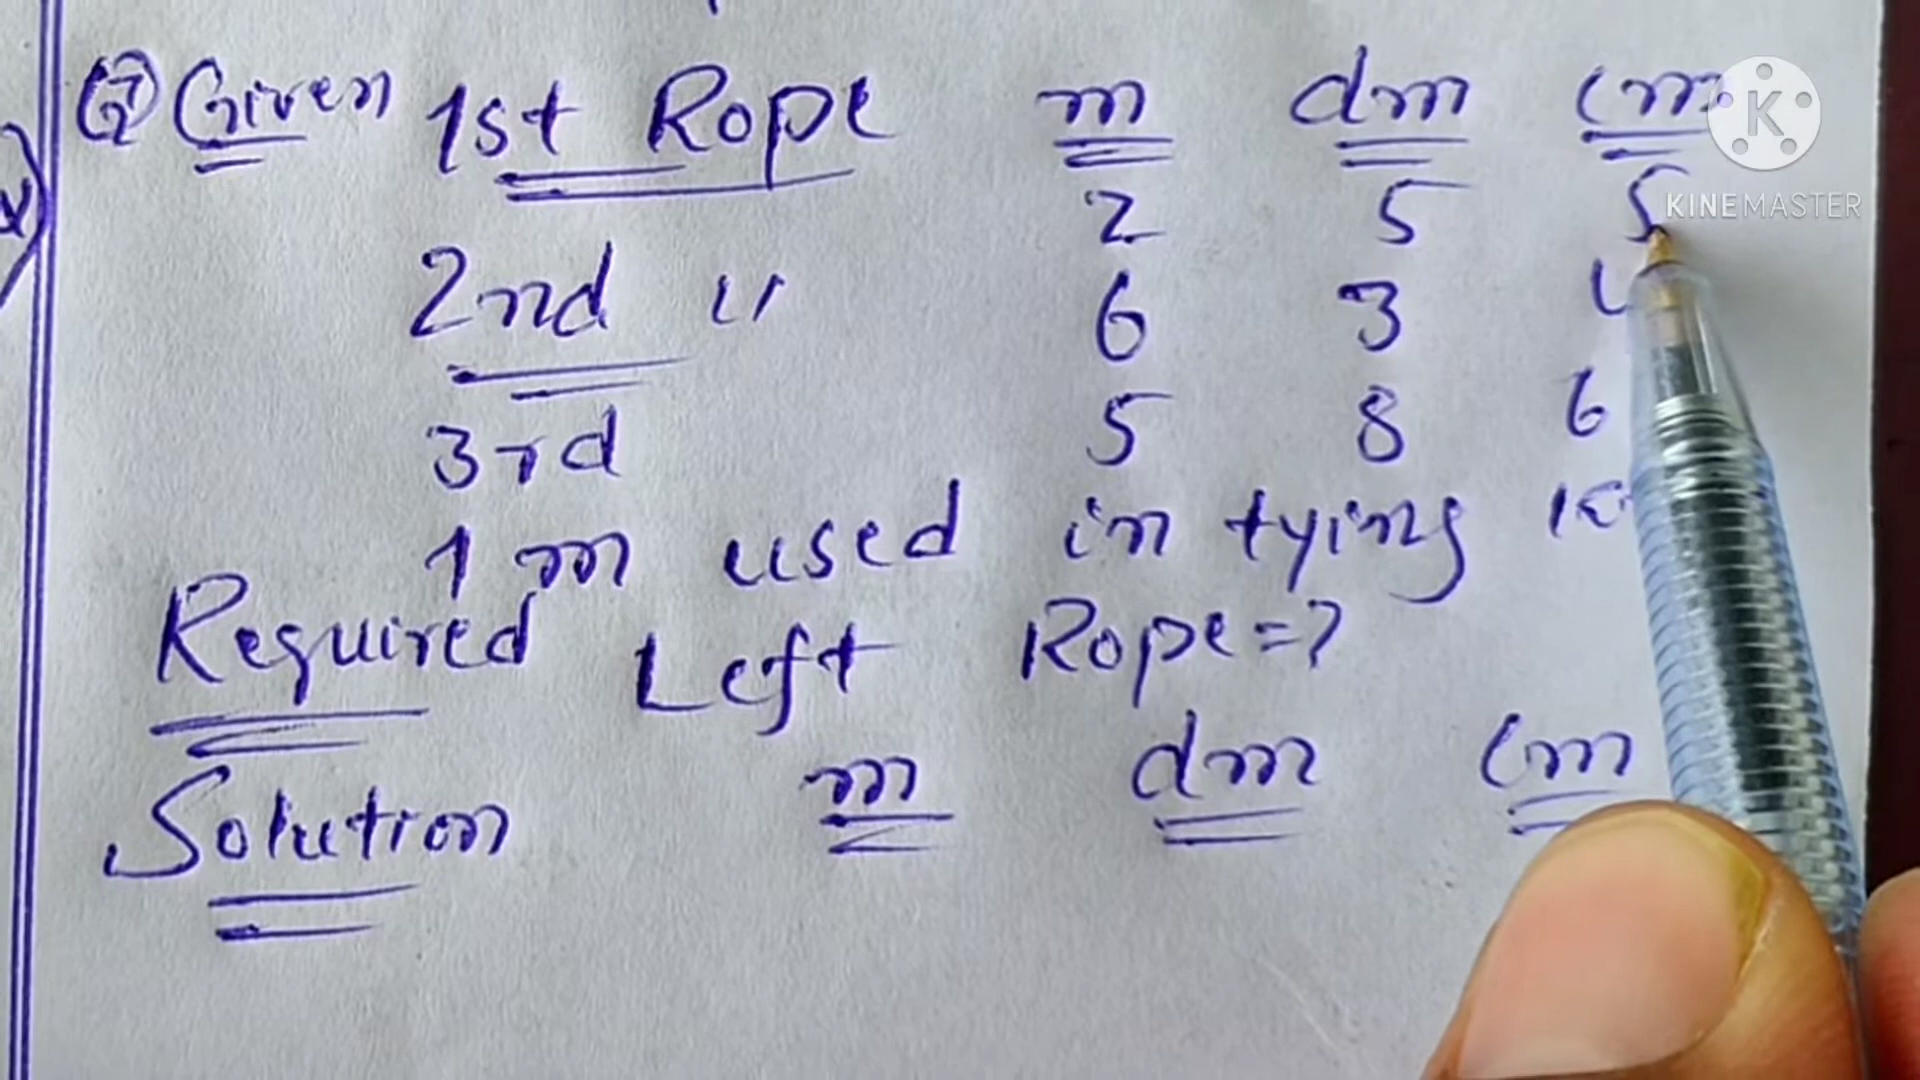 Q7 Given 1st Rope m dm cm
2 5 5
2nd " 6 3
3rd 5 8 6
1 m used in tying
Required Left Rope=?
Solution m dm cm
K
KINEMASTER